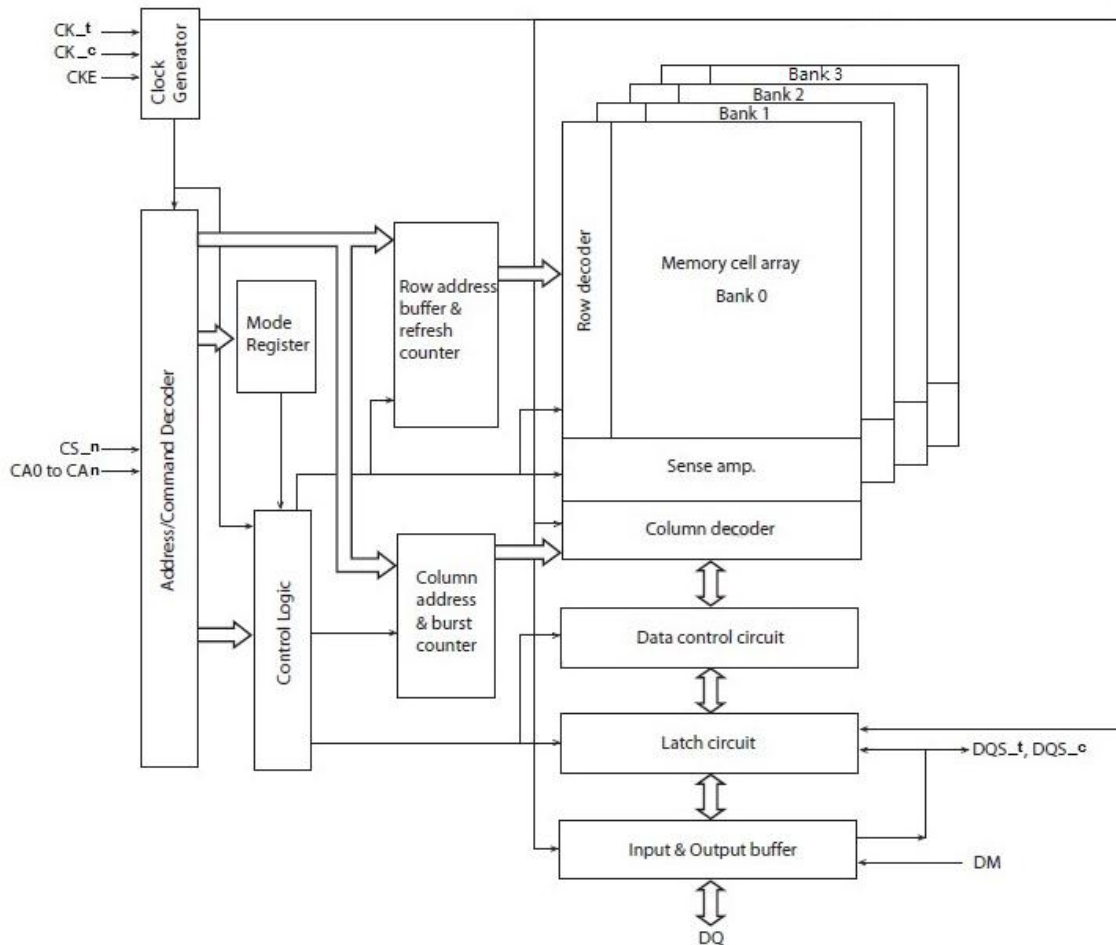 CK_t
CK_c
CKE
Clock
Generator
Bank 3
Bank 2
Bank 1
Row decoder
Memory cell array
Bank 0
Row address
buffer &
refresh
counter
Mode
Register
Address/Command Decoder
CS_n
CA0 to CAn
Sense amp.
Column decoder
Control Logic
Column
address
& burst
counter
Data control circuit
Latch circuit
DQS_t, DQS_c
Input & Output buffer
DM
DQ